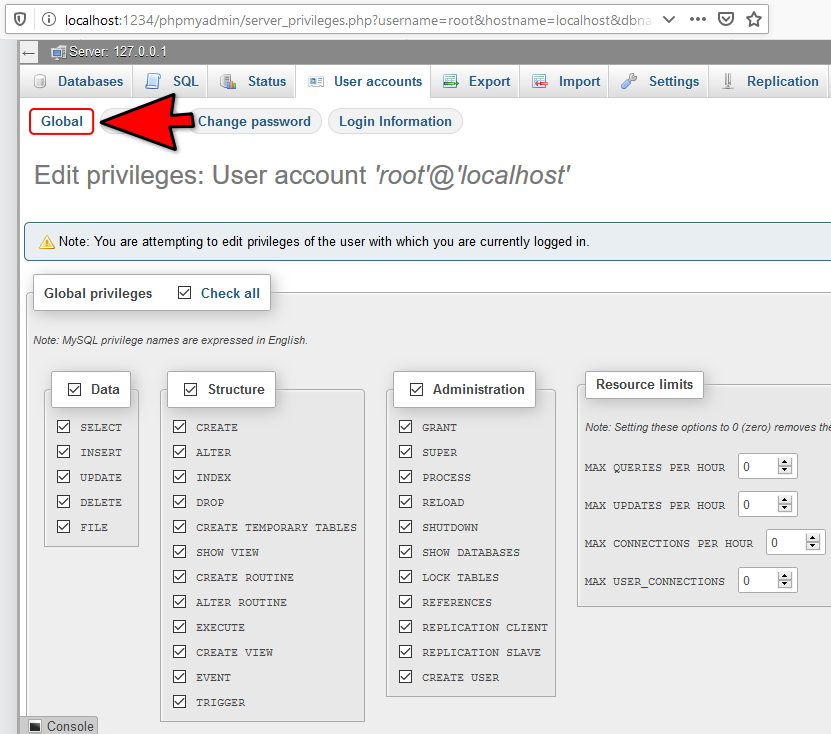 localhost:1234/phpmyadmin/server_privileges.php?username=root&hostname=localhost&dbna
Server: 127.0.0.1
Databases SQL Status User accounts Export Import Settings Replication
Global Change password Login Information
Edit privileges: User account 'root'@'localhost'
Note: You are attempting to edit privileges of the user with which you are currently logged in.
Global privileges Check all
Note: MySQL privilege names are expressed in English.
Data
SELECT
INSERT
UPDATE
DELETE
FILE
Structure
CREATE
ALTER
INDEX
DROP
CREATE TEMPORARY TABLES
SHOW VIEW
CREATE ROUTINE
ALTER ROUTINE
EXECUTE
CREATE VIEW
EVENT
TRIGGER
Administration
GRANT
SUPER
PROCESS
RELOAD
SHUTDOWN
SHOW DATABASES
LOCK TABLES
REFERENCES
REPLICATION CLIENT
REPLICATION SLAVE
CREATE USER
Resource limits
Note: Setting these options to 0 (zero) removes the
MAX QUERIES PER HOUR 0
MAX UPDATES PER HOUR 0
MAX CONNECTIONS PER HOUR 0
MAX USER_CONNECTIONS 0
Console